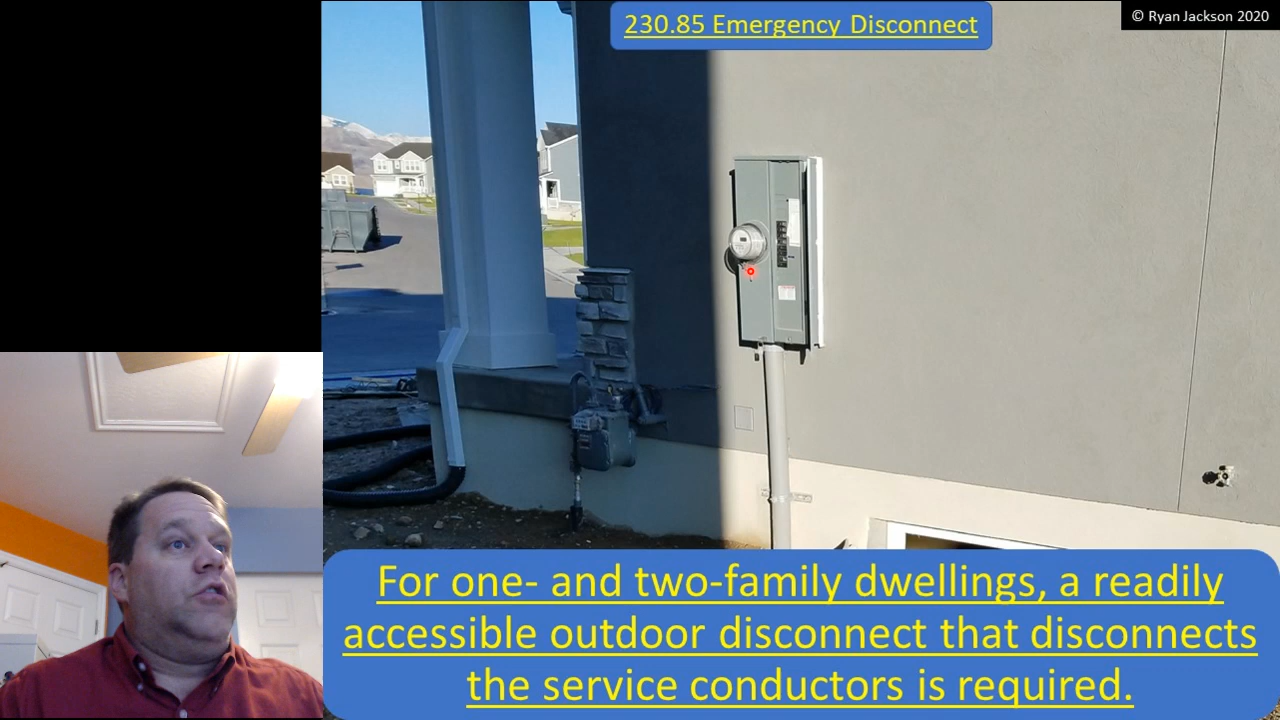 230.85 Emergency Disconnect
© Ryan Jackson 2020
For one- and two-family dwellings, a readily
accessible outdoor disconnect that disconnects
the service conductors is required.